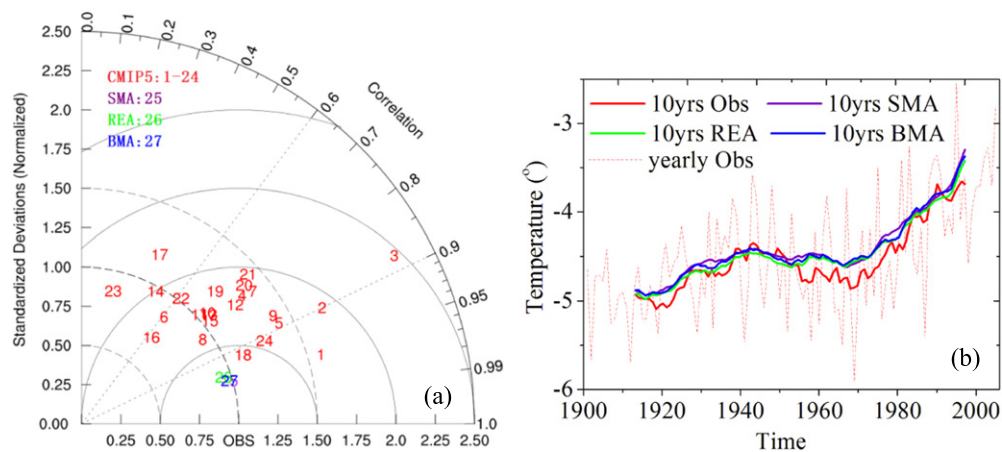 2.50
2.25
2.00
1.75
1.50
1.25
1.00
0.75
0.50
0.25
0.00
Standardized Deviations (Normalized)
0.0 0.1 0.2 0.3 0.4 0.5 0.6 0.7 0.8 0.9 0.95 0.99 1.0
Correlation
CMIP5:1-24
SMA:25
REA:26
BMA:27
17
3
23 14 22 19 21
20
4 7
12
2
6 9
5
16 8 24
18 1
27
(a)
0.25 0.50 0.75 OBS 1.25 1.50 1.75 2.00 2.25 2.50
10yrs Obs 10yrs SMA
10yrs REA 10yrs BMA
yearly Obs
-3
-4
-5
-6
Temperature (°)
(b)
1900 1920 1940 1960 1980 2000
Time